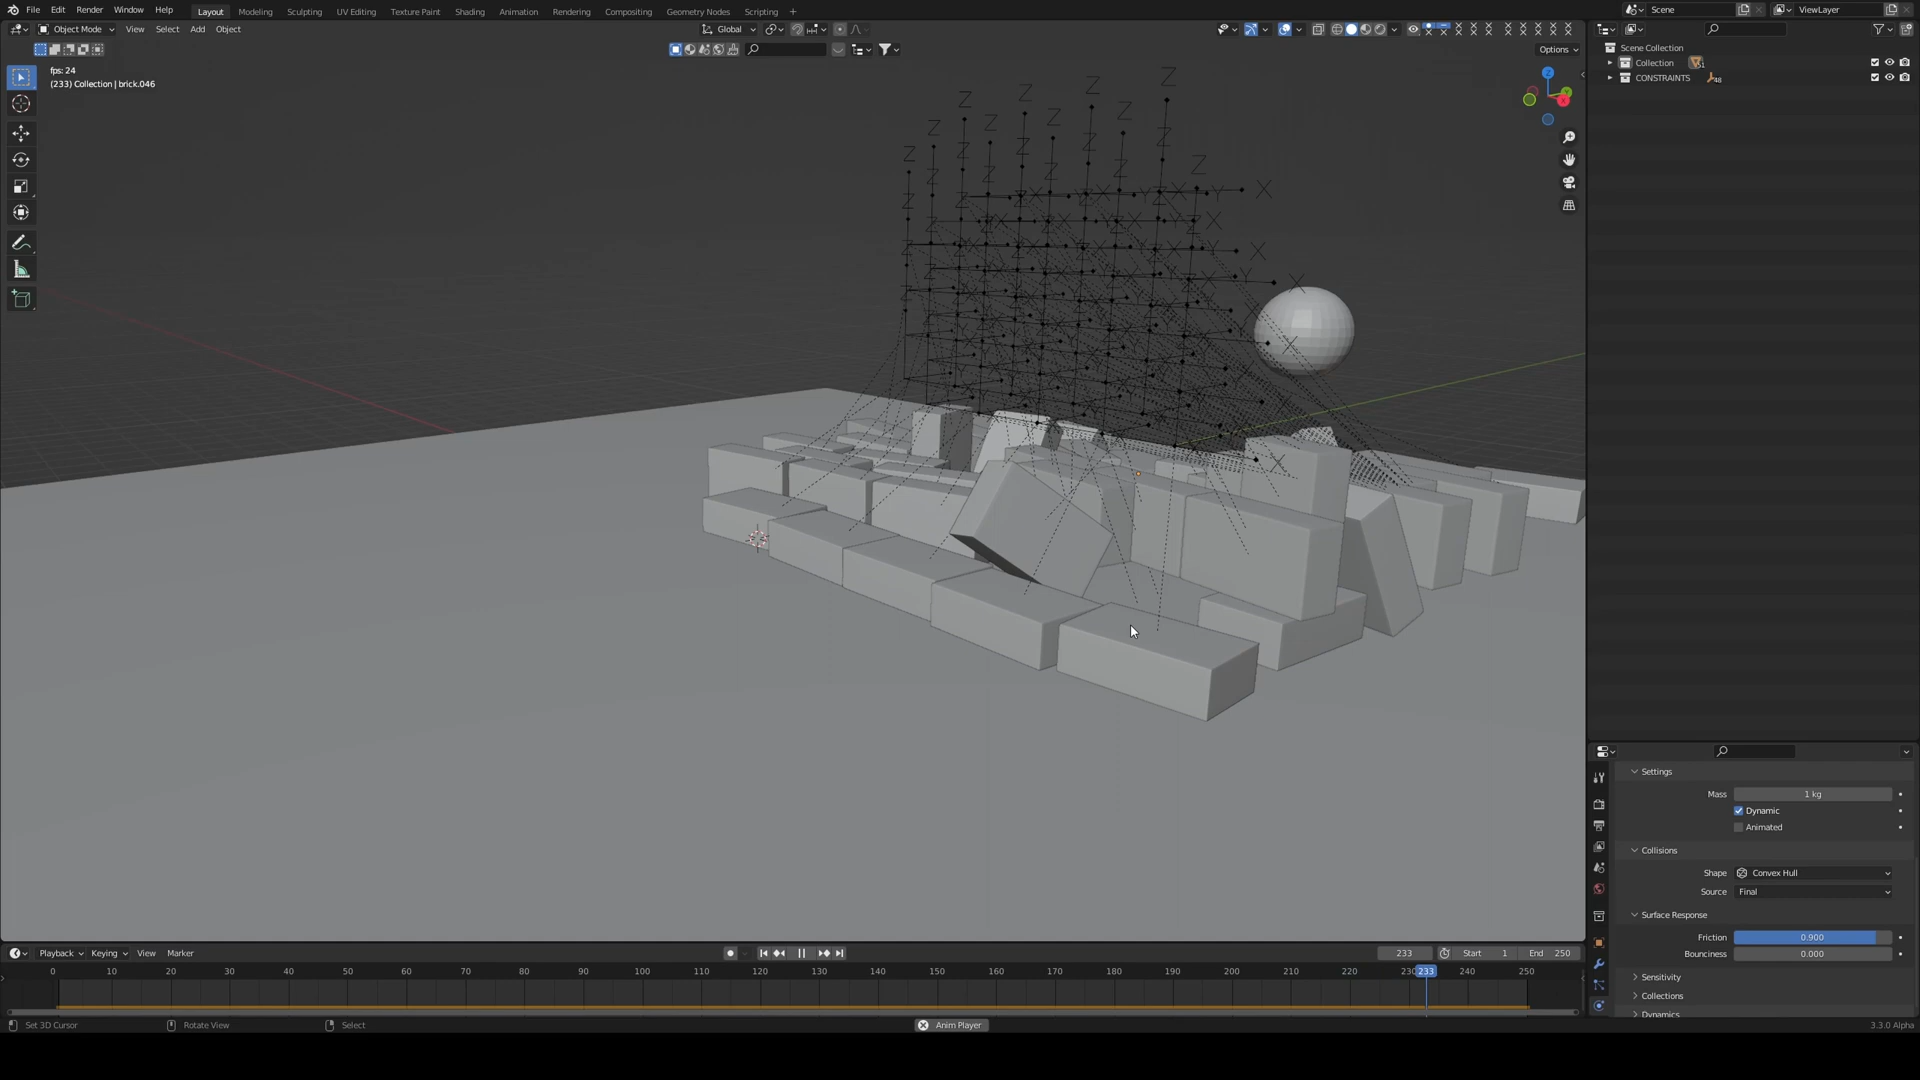 File Edit Render Window Help Layout Modeling Sculpting UV Editing Texture Paint Shading Animation Rendering Compositing Geometry Nodes Scripting + Scene ViewLayer
Object Mode View Select Add Object Global
Options
fps: 24
(233) Collection | brick.046
Scene Collection
Collection 51
CONSTRAINTS 48
Settings
Mass 1 kg
Dynamic
Animated
Collisions
Shape Convex Hull
Source Final
Surface Response
Friction 0.900
Bounciness 0.000
Sensitivity
Collections
Dynamics
Playback Keying View Marker 233 Start 1 End 250
0 10 20 30 40 50 60 70 80 90 100 110 120 130 140 150 160 170 180 190 200 210 220 230 233 240 250
Set 3D Cursor Rotate View Select Anim Player 3.3.0 Alpha